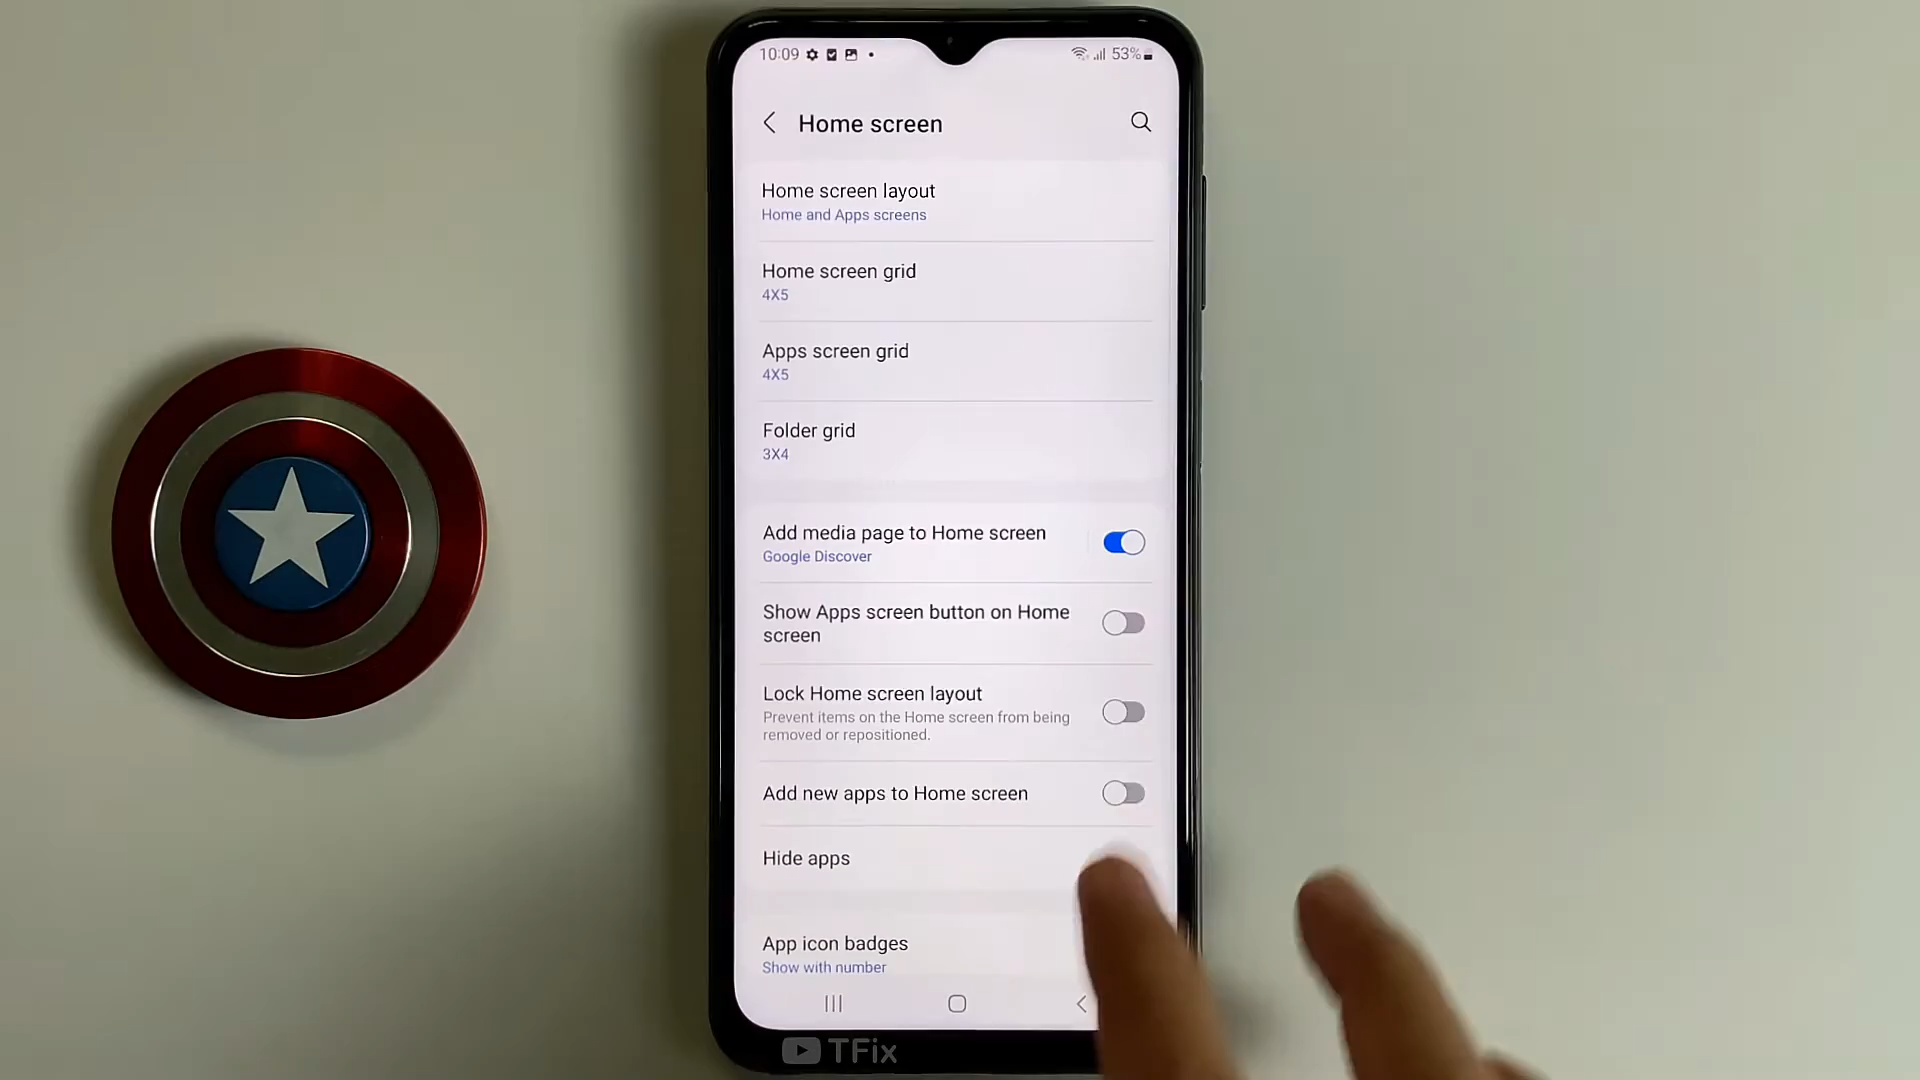 10:09 53%
Home screen
Home screen layout
Home and Apps screens
Home screen grid
4X5
Apps screen grid
4X5
Folder grid
3X4
Add media page to Home screen
Google Discover
Show Apps screen button on Home
screen
Lock Home screen layout
Prevent items on the Home screen from being
removed or repositioned.
Add new apps to Home screen
Hide apps
App icon badges
Show with number
TFix